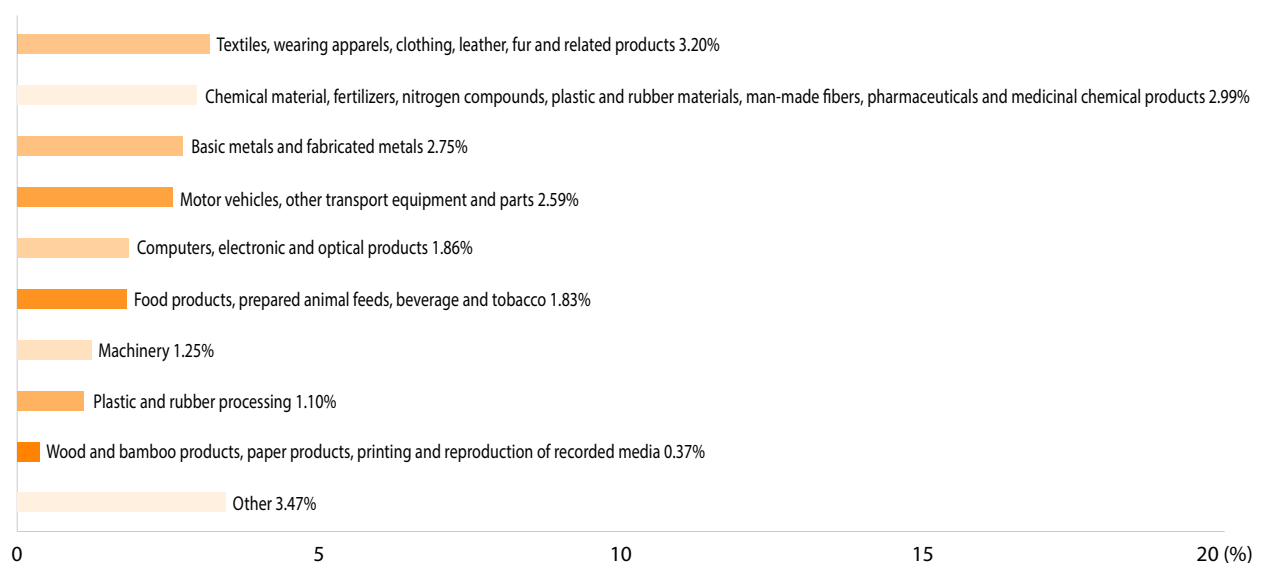 Textiles, wearing apparels, clothing, leather, fur and related products 3.20%
Chemical material, fertilizers, nitrogen compounds, plastic and rubber materials, man-made fibers, pharmaceuticals and medicinal chemical products 2.99%
Basic metals and fabricated metals 2.75%
Motor vehicles, other transport equipment and parts 2.59%
Computers, electronic and optical products 1.86%
Food products, prepared animal feeds, beverage and tobacco 1.83%
Machinery 1.25%
Plastic and rubber processing 1.10%
Wood and bamboo products, paper products, printing and reproduction of recorded media 0.37%
Other 3.47%
0 5 10 15 20 (%)